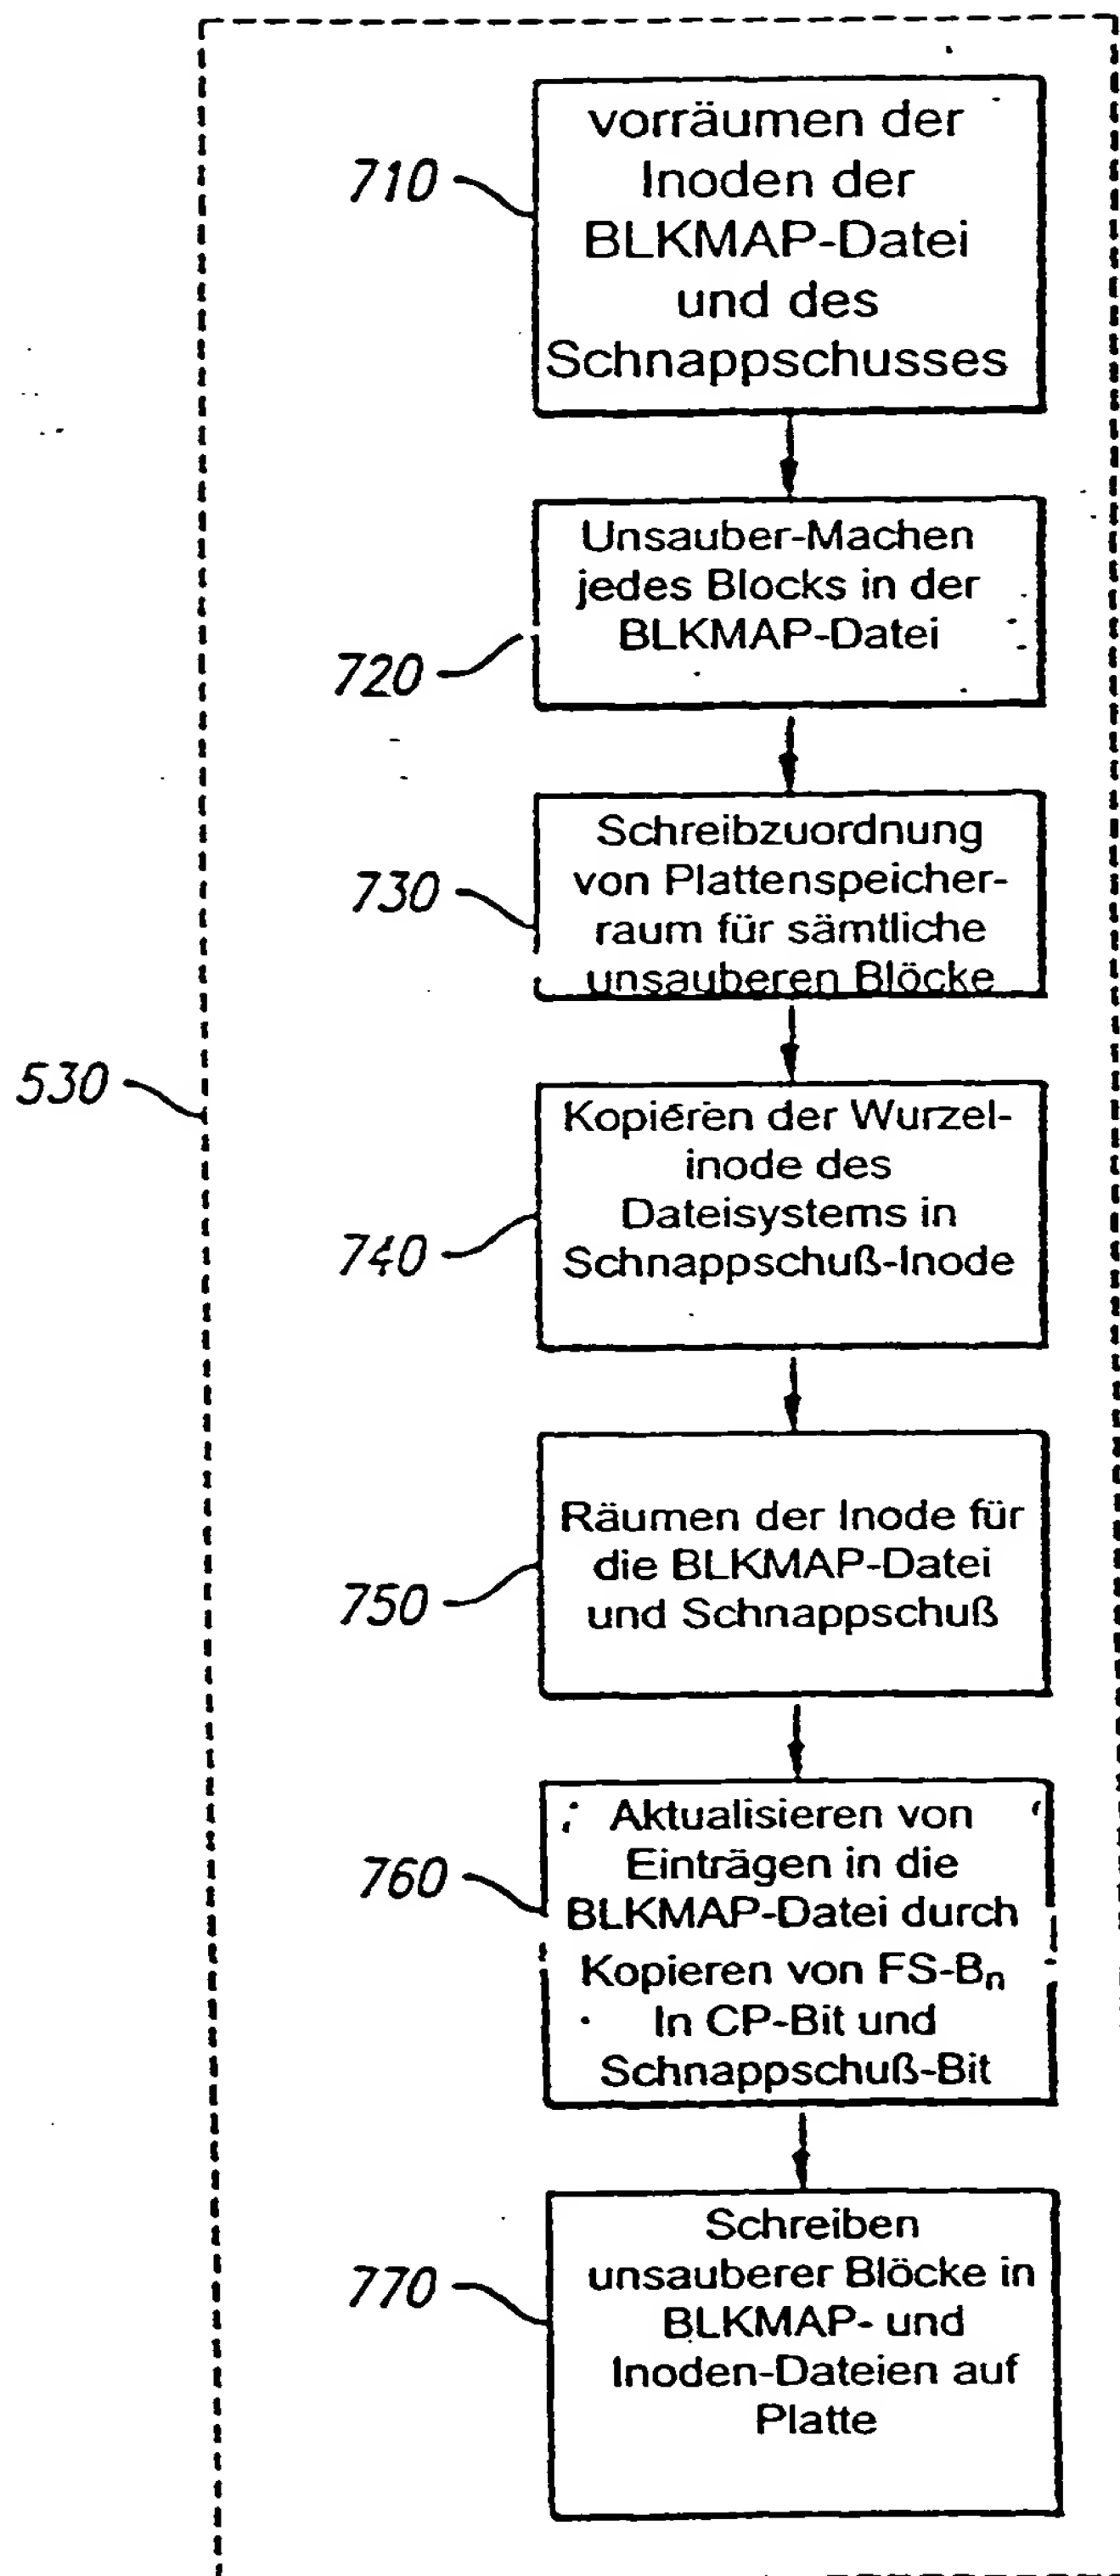 710
vorräumen der
Inoden der
BLKMAP-Datei
und des
Schnappschusses
720
Unsauber-Machen
jedes Blocks in der
BLKMAP-Datei
730
Schreibzuordnung
von Plattenspeicher-
raum für sämtliche
unsauberen Blöcke
530
740
Kopieren der Wurzel-
inode des
Dateisystems in
Schnappschuß-Inode
750
Räumen der Inode für
die BLKMAP-Datei
und Schnappschuß
760
Aktualisieren von
Einträgen in die
BLKMAP-Datei durch
Kopieren von FS-Bn
In CP-Bit und
Schnappschuß-Bit
770
Schreiben
unsauberer Blöcke in
BLKMAP- und
Inoden-Dateien auf
Platte